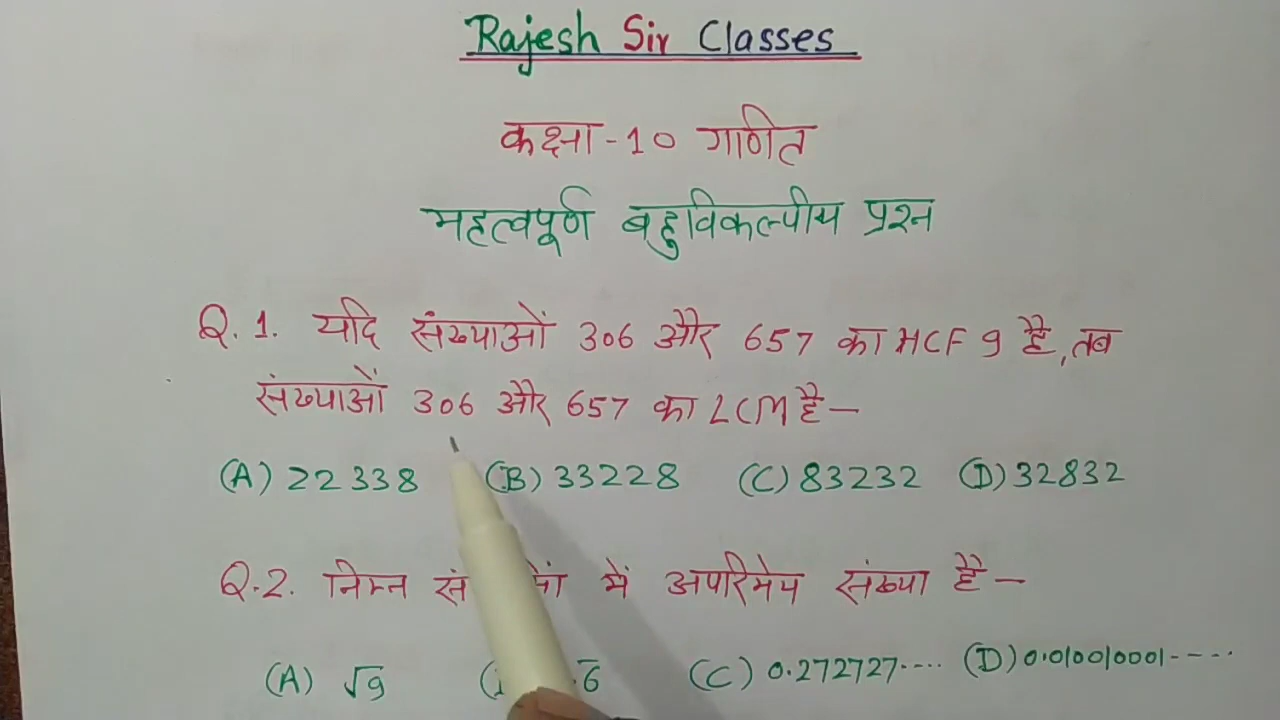 Rajesh Sir Classes
कक्षा-10 गणित
महत्वपूर्ण बहुविकल्पीय प्रश्न
Q.1. यदि संख्याओं 306 और 657 का HCF 9 है, तब
संख्याओं 306 और 657 का LCM है—
(A) 22338 (B) 33228 (C) 83232 (D) 32832
Q.2. निम्न में अपरिमेय संख्या है—
(A) √9 (C) 0.272727.... (D) 0.010010001-----